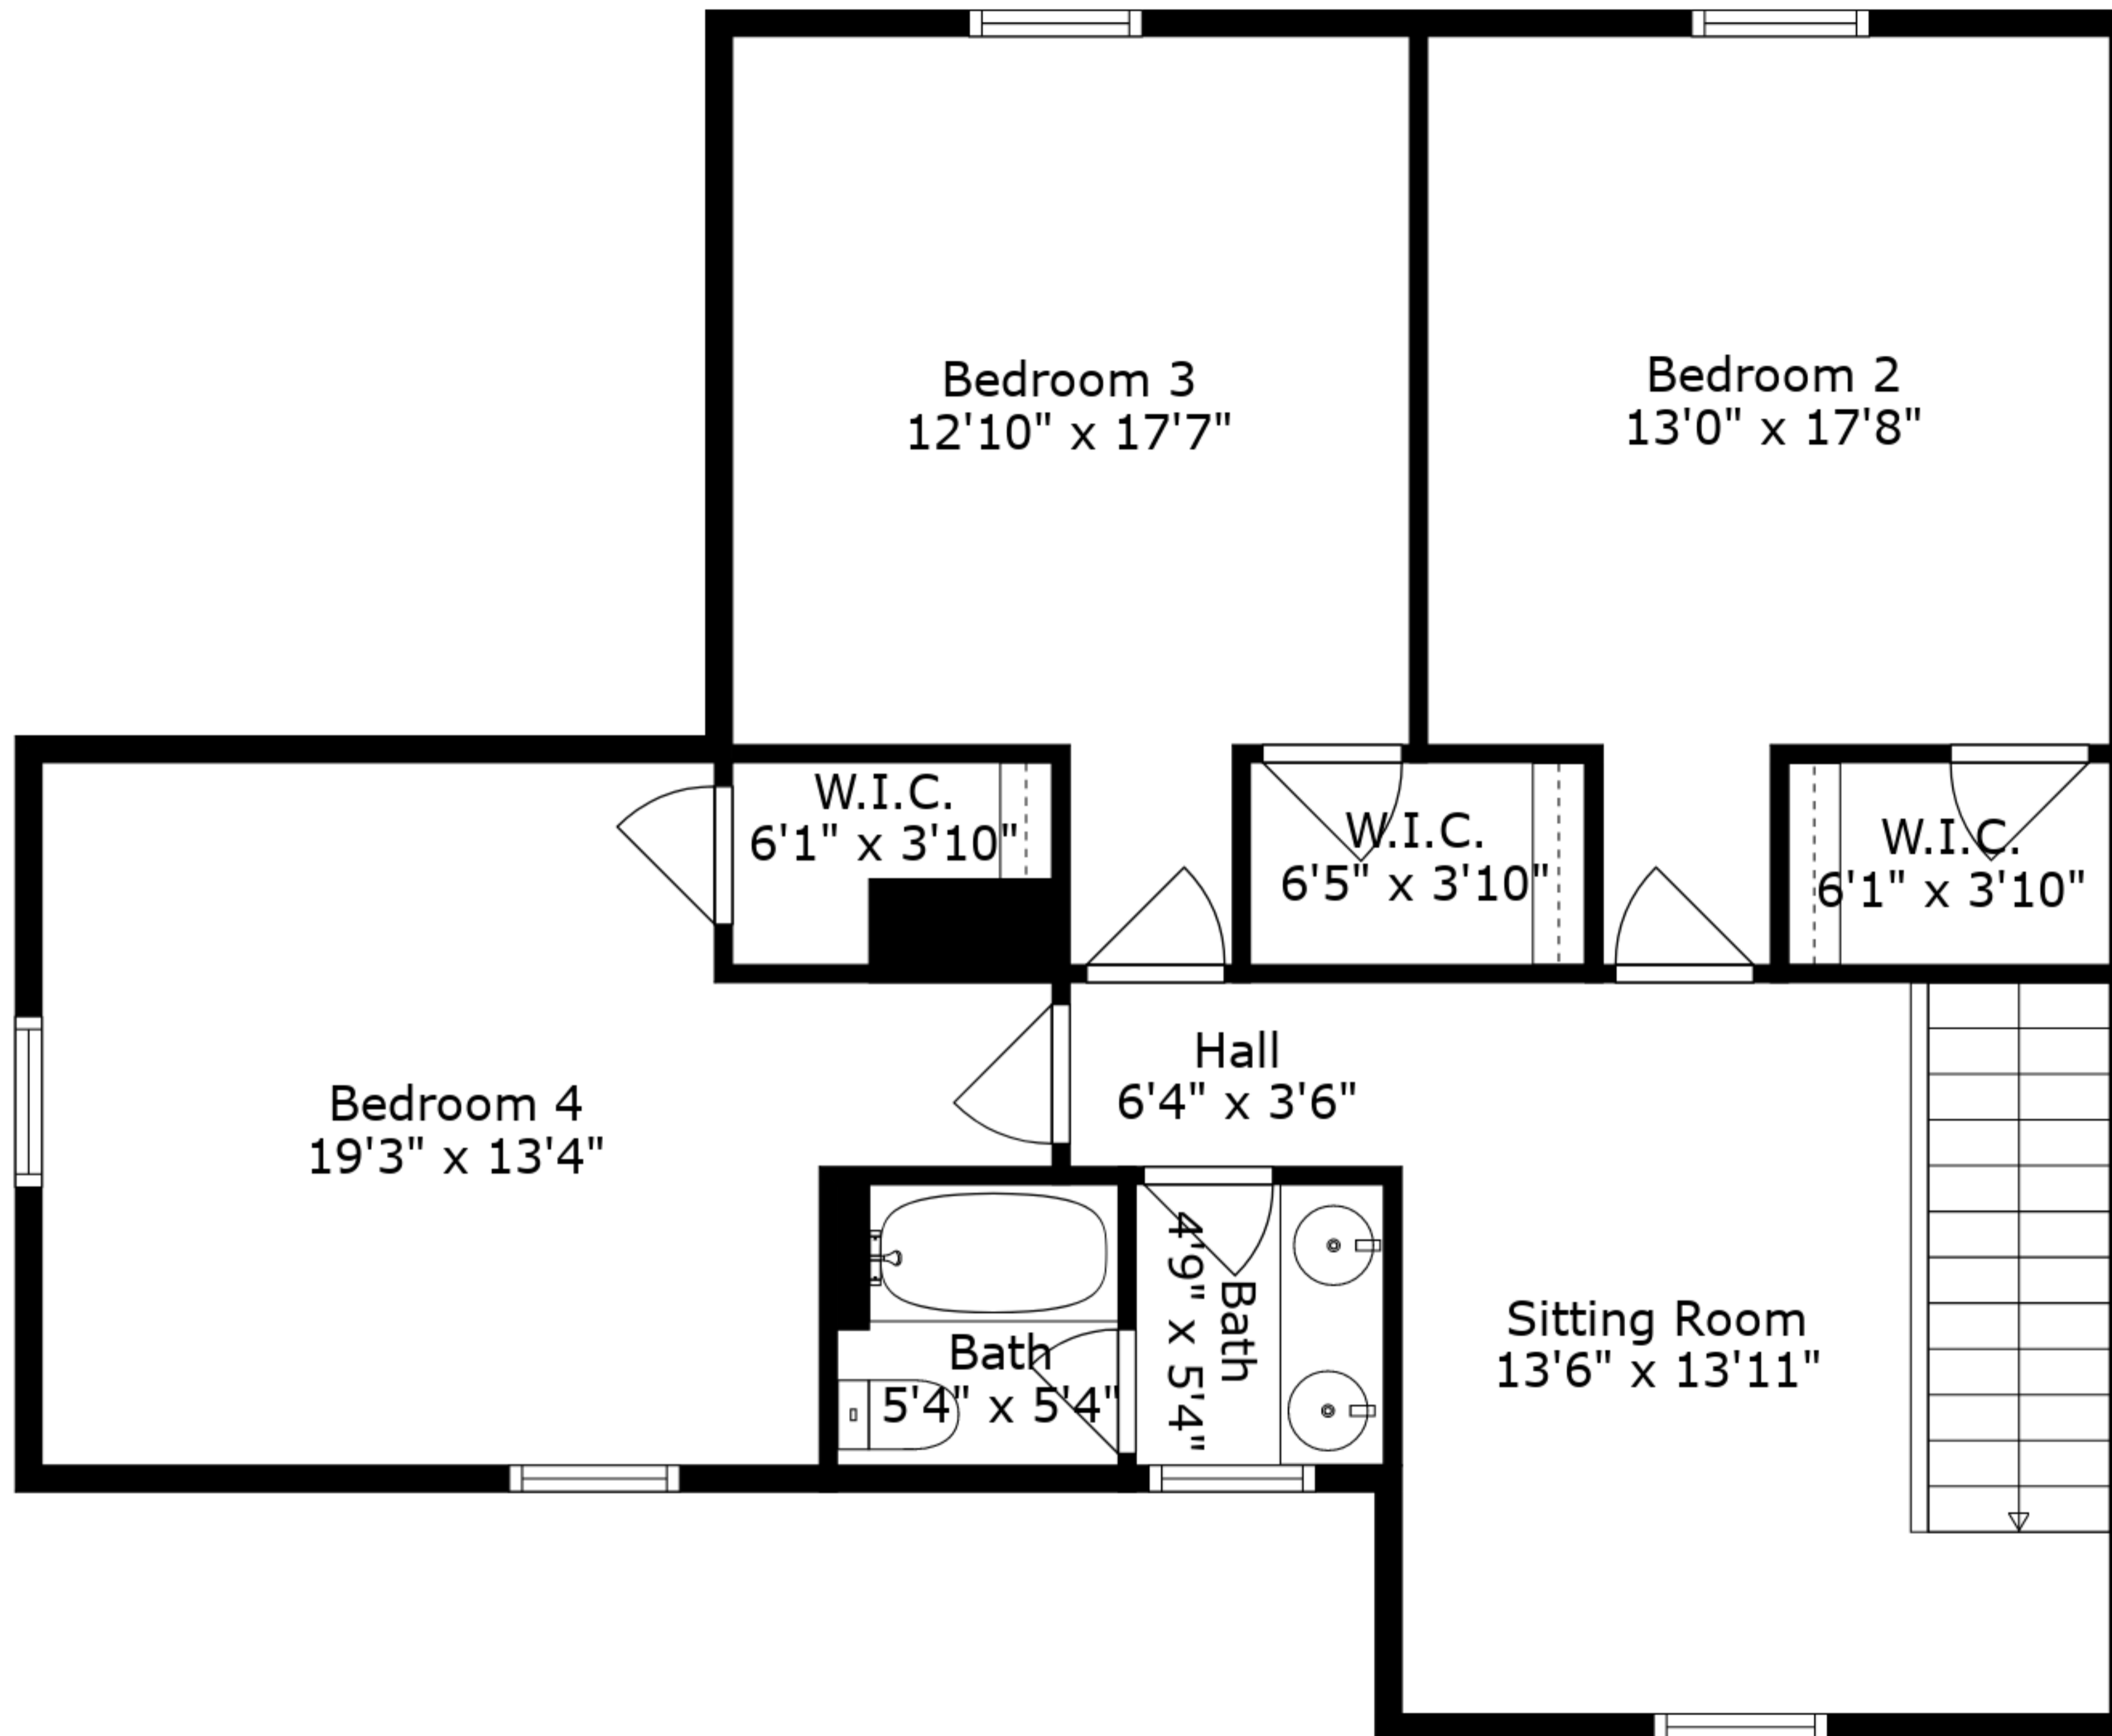 Bedroom 3
12'10" x 17'7"
Bedroom 2
13'0" x 17'8"
W.I.C.
6'1" x 3'10"
W.I.C.
6'5" x 3'10"
W.I.C.
6'1" x 3'10"
Hall
6'4" x 3'6"
Bedroom 4
19'3" x 13'4"
Bath
5'4" x 5'4"
Bath
4'9" x 5'4"
Sitting Room
13'6" x 13'11"